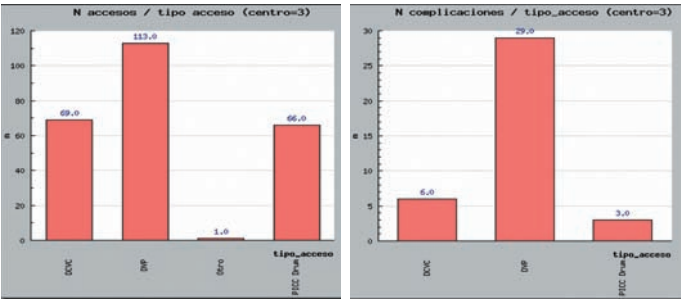 N accesos / tipo acceso (centro=3)
120
100
80
60
40
20
0
n
69.0
113.0
1.0
66.0
DCVC
DVP
Otro
PICC Drum
tipo_acceso
N complicaciones / tipo_acceso (centro=3)
30
25
20
15
10
5
0
n
6.0
29.0
3.0
DCVC
DVP
PICC Drum
tipo_acceso